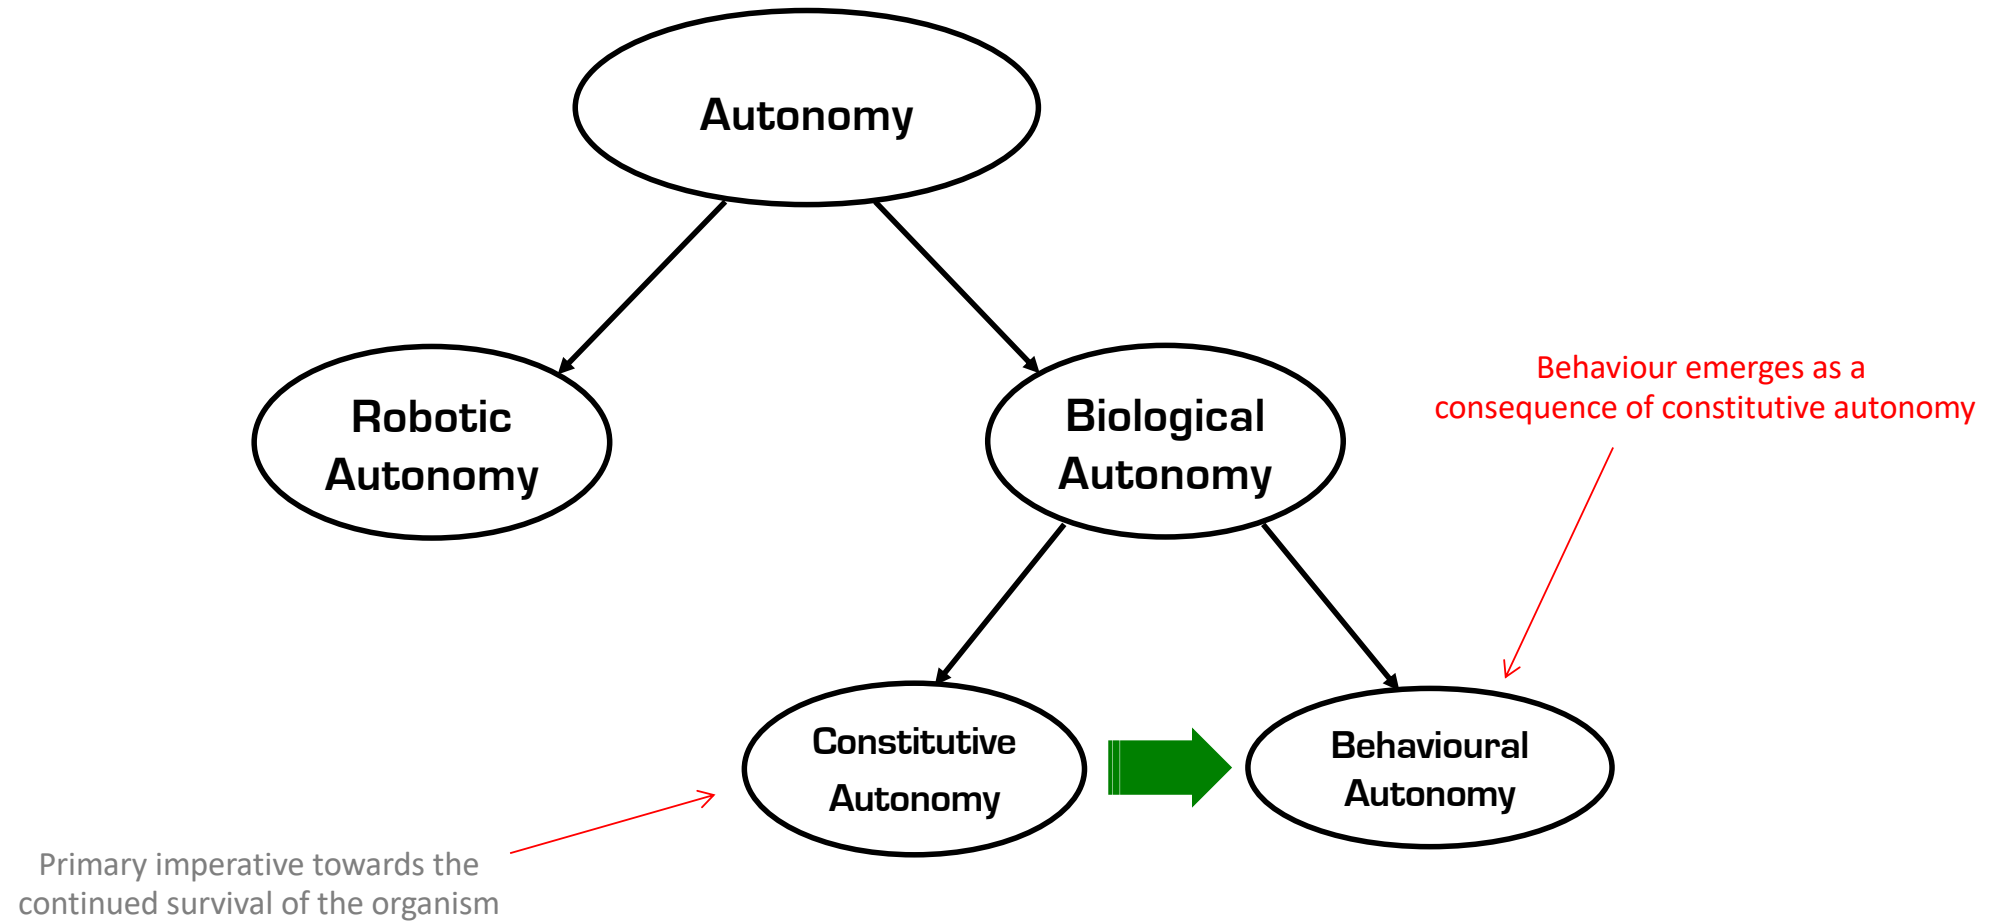 Autonomy
Robotic
Autonomy
Biological
Autonomy
Behaviour emerges as a
consequence of constitutive autonomy
Constitutive
Autonomy
Behavioural
Autonomy
Primary imperative towards the
continued survival of the organism